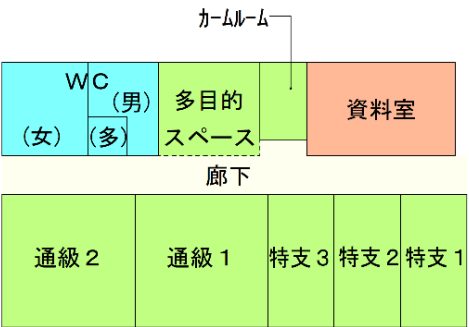 カームルーム
WC
(男)
(女)
(多)
多目的
スペース
資料室
廊下
通級2
通級1
特支3
特支2
特支1